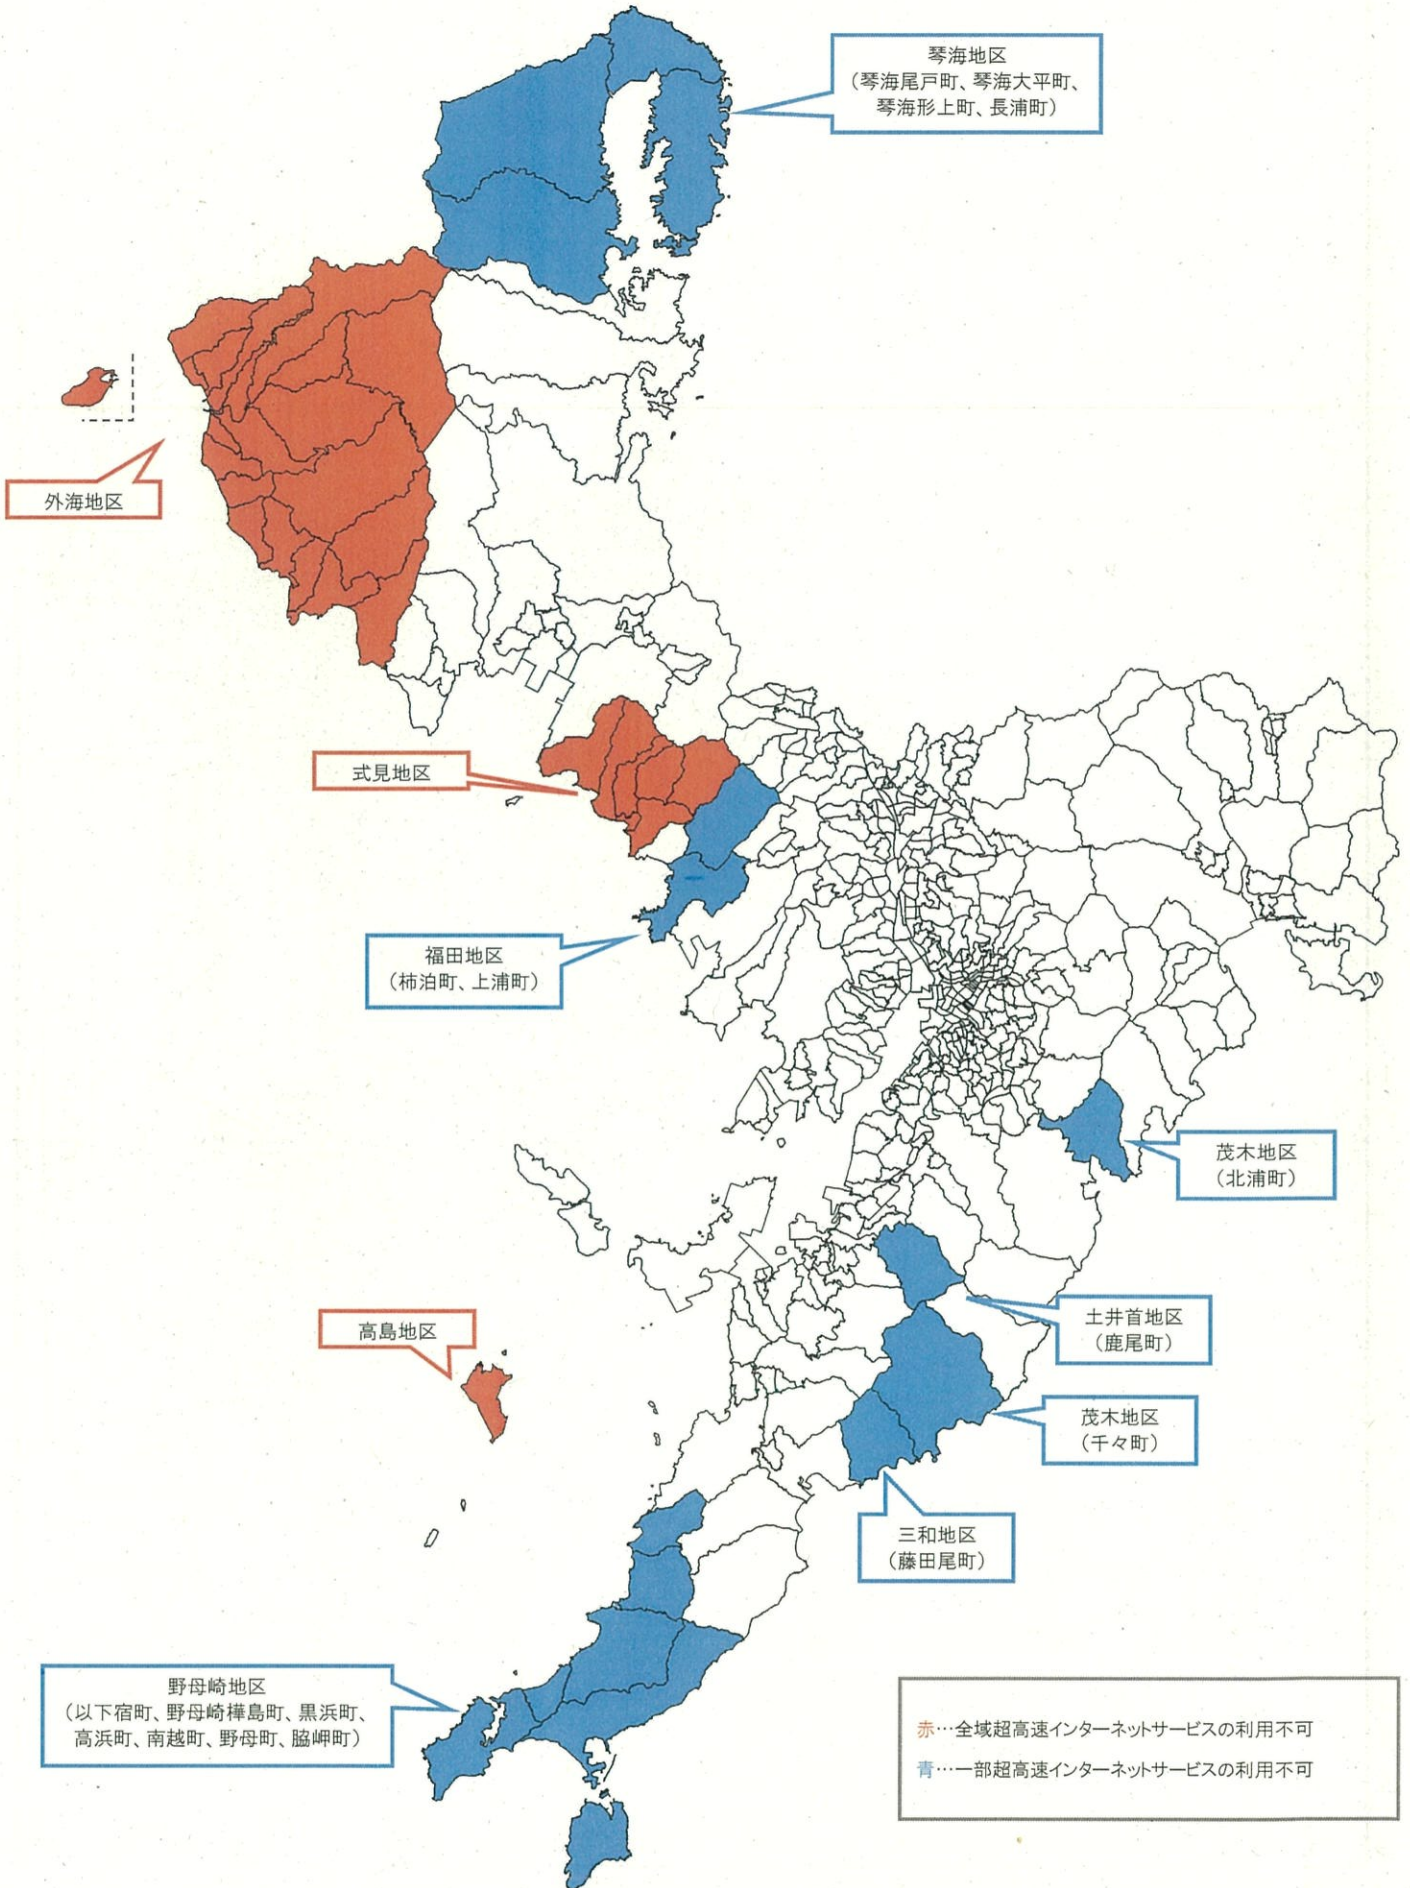 琴海地区
(琴海尾戸町、琴海大平町、
琴海形上町、長浦町)
外海地区
式見地区
福田地区
(柿泊町、上浦町)
茂木地区
(北浦町)
土井首地区
(鹿尾町)
高島地区
茂木地区
(千々町)
三和地区
(藤田尾町)
野母崎地区
(以下宿町、野母崎樺島町、黒浜町、
高浜町、南越町、野母町、脇岬町)
赤…全域超高速インターネットサービスの利用不可
青…一部超高速インターネットサービスの利用不可